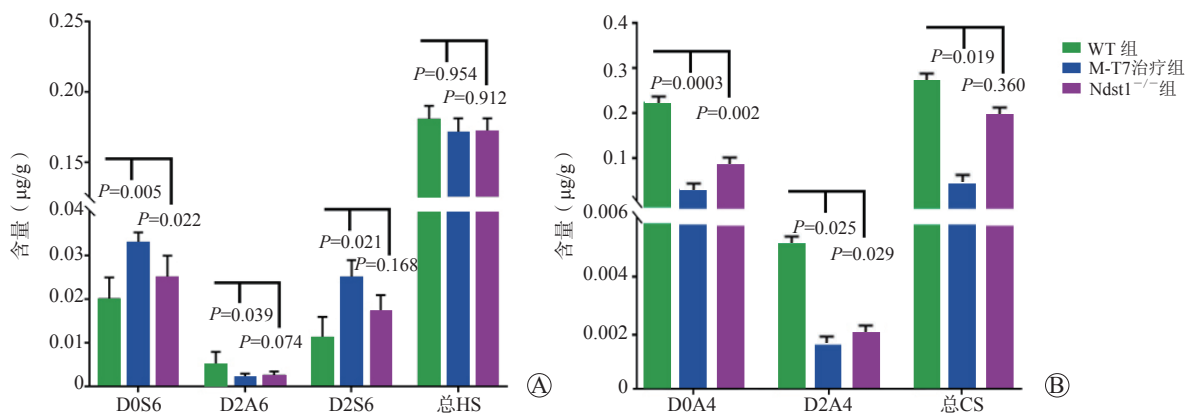 0.25
0.20
0.15
0.04
0.03
0.02
0.01
0
含量（μg/g）
P=0.005
P=0.022
P=0.039
P=0.074
P=0.021
P=0.168
P=0.954
P=0.912
D0S6 D2A6 D2S6 总HS
Ⓐ
0.4
0.3
0.2
0.1
0.006
0.004
0.002
0
含量（μg/g）
P=0.0003
P=0.002
P=0.025
P=0.029
P=0.019
P=0.360
D0A4 D2A4 总CS
Ⓑ
WT 组
M-T7治疗组
Ndst1⁻/⁻组